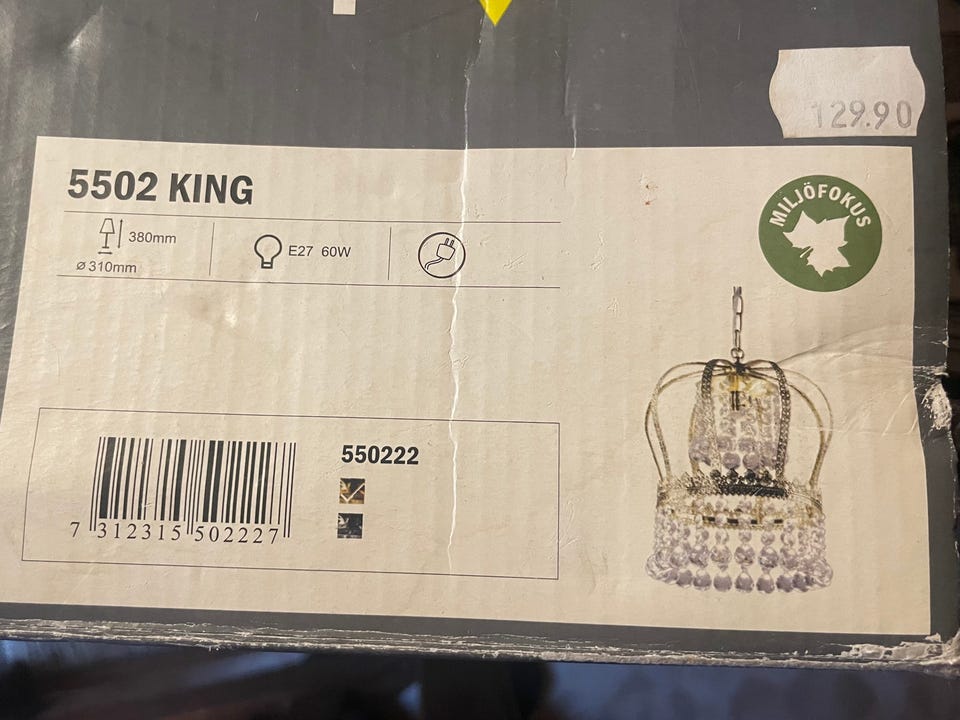 129.90
5502 KING
MILJÖFOKUS
380mm
⌀ 310mm
E27 60W
550222
7 312315 502227